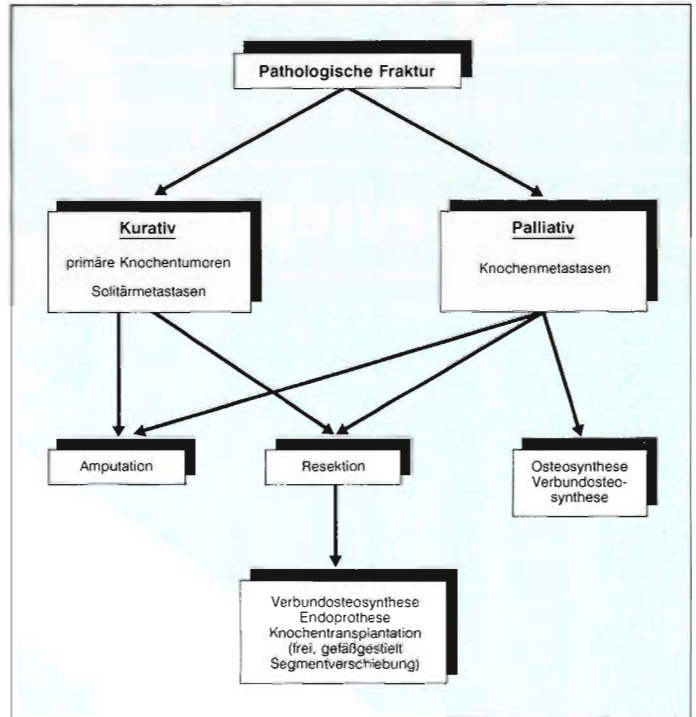 Pathologische Fraktur
Kurativ
primäre Knochentumoren
Solitärmetastasen
Palliativ
Knochenmetastasen
Amputation
Resektion
Osteosynthese
Verbundosteo-
synthese
Verbundosteosynthese
Endoprothese
Knochentransplantation
(frei, gefäßgestielt
Segmentverschiebung)